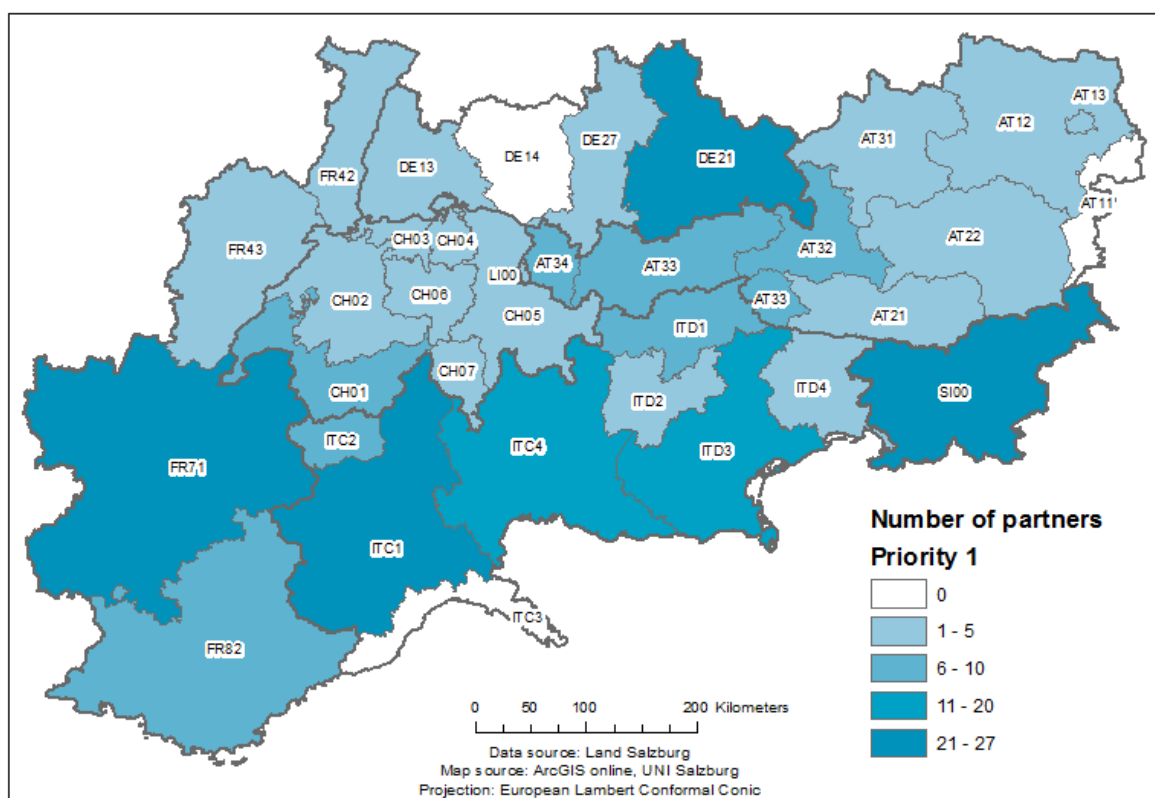 AT13
AT12
DE27
AT31
DE14
DE21
DE13
FR42
AT11
AT22
CH03
CH04
FR43
LI00
AT34
AT33
AT32
CH02
CH06
CH05
ITD1
AT33
AT21
CH07
CH01
ITD2
ITD4
SI00
ITC2
ITC4
ITD3
FR71
ITC1
ITC3
FR82
Number of partners
Priority 1
0
1 - 5
6 - 10
11 - 20
21 - 27
0 100 200 Kilometers
Data source: Land Salzburg
Map source: ArcGIS online, UNI Salzburg
Projection: European Lambert Conformal Conic